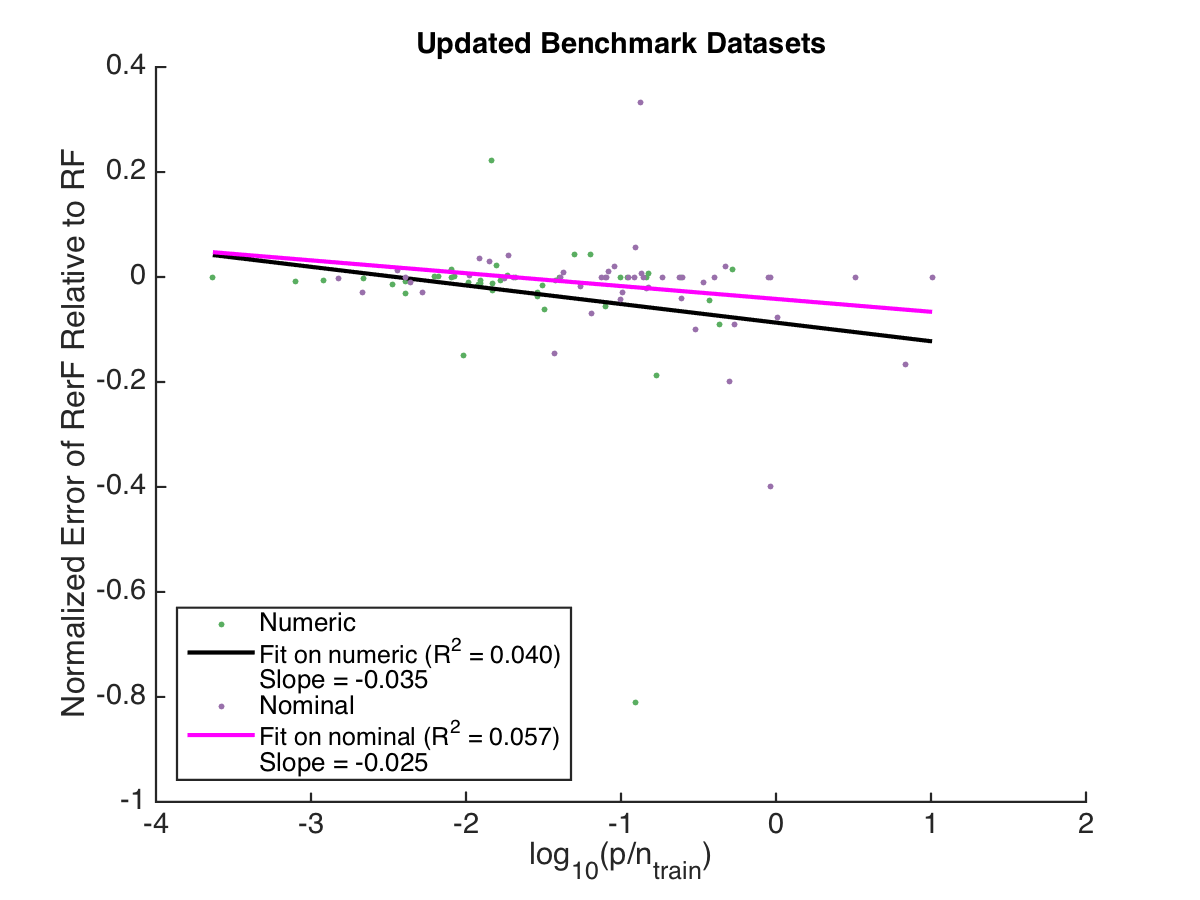 Updated Benchmark Datasets
Normalized Error of RerF Relative to RF
0.4
0.2
0
-0.2
-0.4
-0.6
-0.8
-1
Numeric
Fit on numeric (R² = 0.040)
Slope = -0.035
Nominal
Fit on nominal (R² = 0.057)
Slope = -0.025
-4 -3 -2 -1 0 1 2
log₁₀(p/n_train)